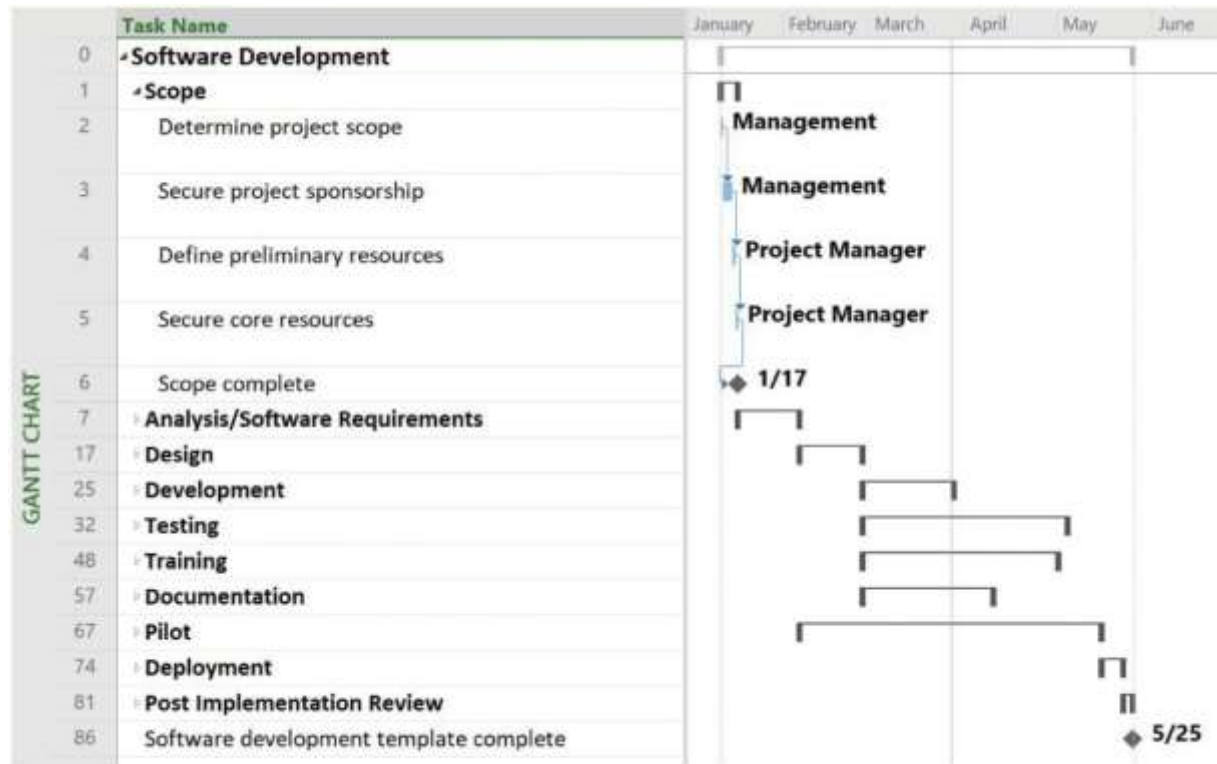 Task Name January February March April May June
0 Software Development
1 Scope
2 Determine project scope Management
3 Secure project sponsorship Management
4 Define preliminary resources Project Manager
5 Secure core resources Project Manager
6 Scope complete 1/17
7 Analysis/Software Requirements
17 Design
25 Development
32 Testing
48 Training
57 Documentation
67 Pilot
74 Deployment
81 Post Implementation Review
86 Software development template complete 5/25
GANTT CHART